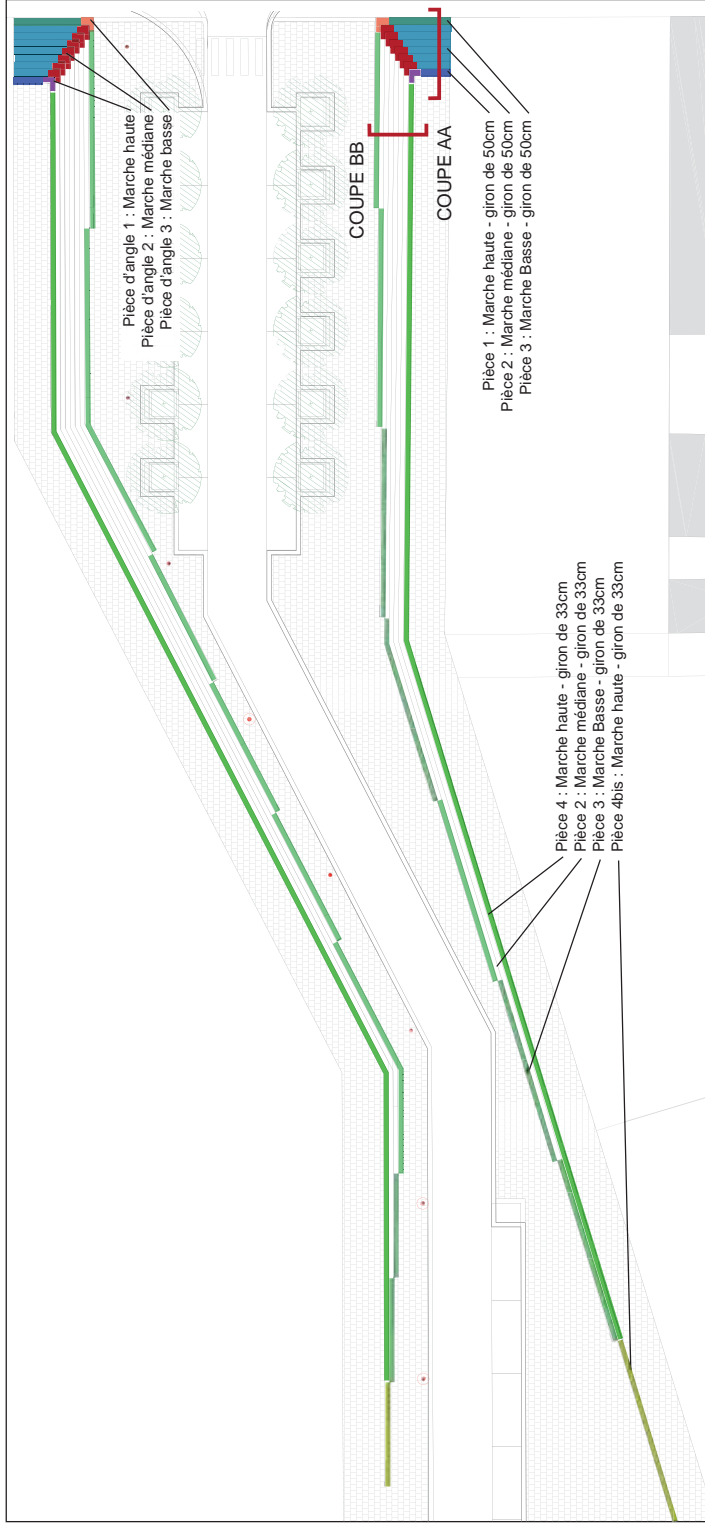 Pièce d'angle 1 : Marche haute
Pièce d'angle 2 : Marche médiane
Pièce d'angle 3 : Marche basse
COUPE BB
COUPE AA
Pièce 1 : Marche haute - giron de 50cm
Pièce 2 : Marche médiane - giron de 50cm
Pièce 3 : Marche Basse - giron de 50cm
Pièce 4 : Marche haute - giron de 33cm
Pièce 2 : Marche médiane - giron de 33cm
Pièce 3 : Marche Basse - giron de 33cm
Pièce 4bis : Marche haute - giron de 33cm